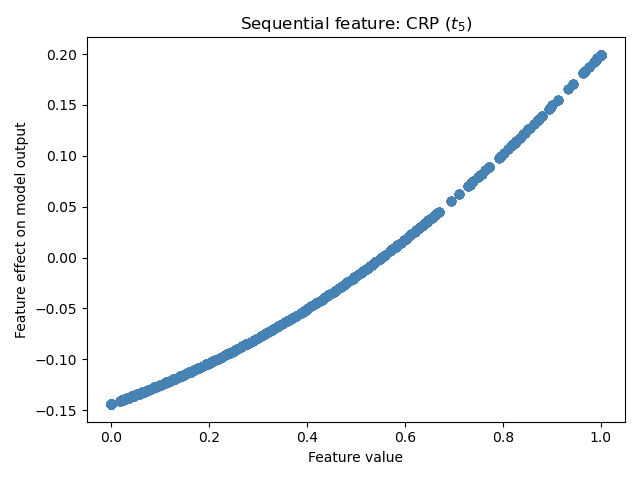 Sequential feature: CRP (t₅)
Feature effect on model output
0.20
0.15
0.10
0.05
0.00
−0.05
−0.10
−0.15
0.0 0.2 0.4 0.6 0.8 1.0
Feature value